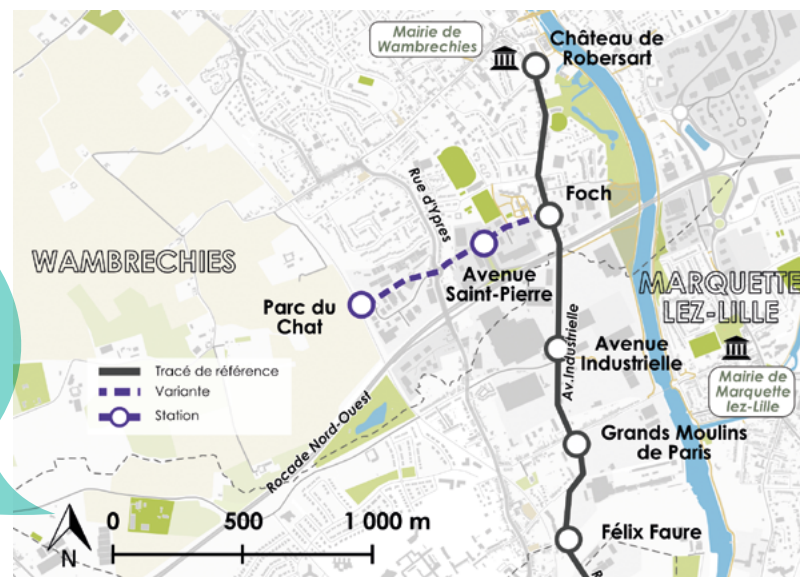 Mairie de
Wambrechies
Château de
Robersart
Rue d'Ypres
Foch
WAMBRECHIES
Avenue
Saint-Pierre
MARQUETTE
LEZ-LILLE
Parc du
Chat
Av.Industrielle
Avenue
Industrielle
Tracé de référence
Variante
Station
Mairie de
Marquette
lez-Lille
Rocade Nord-Ouest
Grands Moulins
de Paris
0 500 1 000 m
N
Félix Faure
R